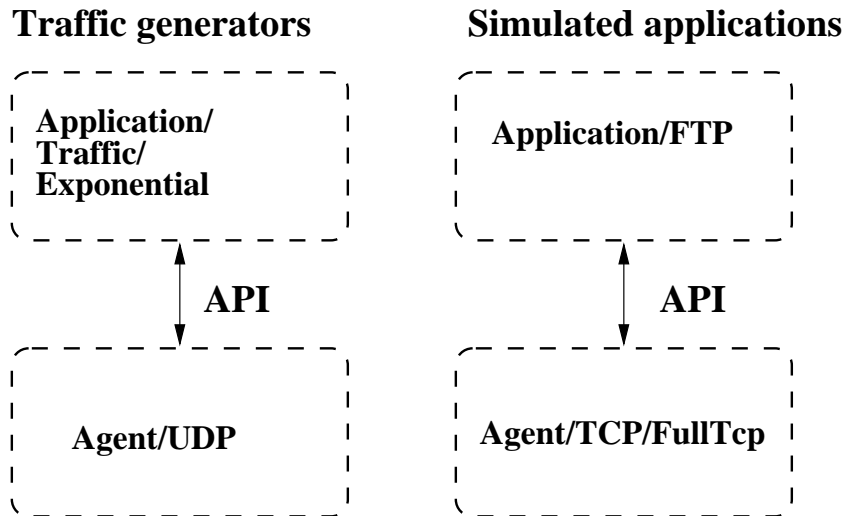 Traffic generators
Application/
Traffic/
Exponential
API
Agent/UDP
Simulated applications
Application/FTP
API
Agent/TCP/FullTcp